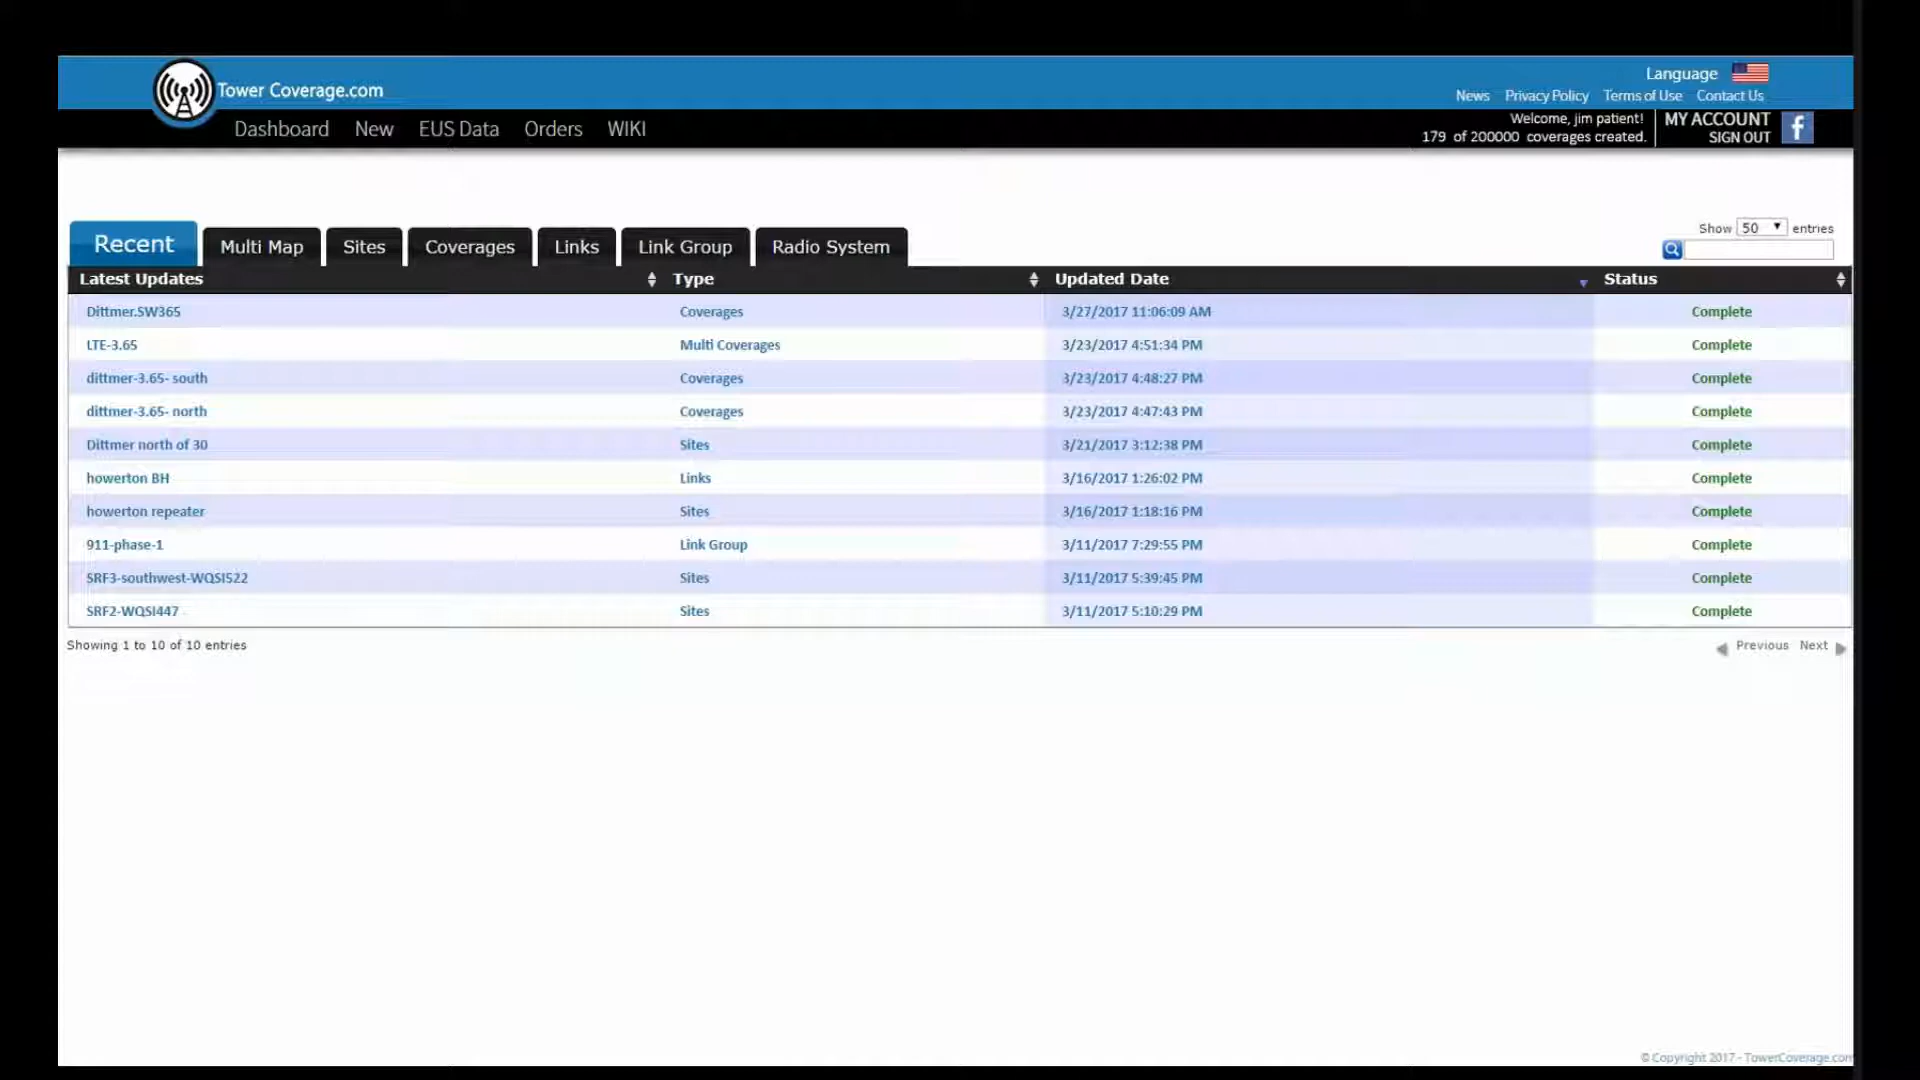 Tower Coverage.com
Language
News Privacy Policy Terms of Use Contact Us
Dashboard New EUS Data Orders WIKI
Welcome, jim patient!
179 of 200000 coverages created.
MY ACCOUNT
SIGN OUT
f
Recent Multi Map Sites Coverages Links Link Group Radio System
Show 50 entries
Latest Updates Type Updated Date Status
Dittmer.SW365 Coverages 3/27/2017 11:06:09 AM Complete
LTE-3.65 Multi Coverages 3/23/2017 4:51:34 PM Complete
dittmer-3.65- south Coverages 3/23/2017 4:48:27 PM Complete
dittmer-3.65- north Coverages 3/23/2017 4:47:43 PM Complete
Dittmer north of 30 Sites 3/21/2017 3:12:38 PM Complete
howerton BH Links 3/16/2017 1:26:02 PM Complete
howerton repeater Sites 3/16/2017 1:18:16 PM Complete
911-phase-1 Link Group 3/11/2017 7:29:55 PM Complete
SRF3-southwest-WQSI522 Sites 3/11/2017 5:39:45 PM Complete
SRF2-WQSI447 Sites 3/11/2017 5:10:29 PM Complete
Showing 1 to 10 of 10 entries
Previous Next
© Copyright 2017 - TowerCoverage.com